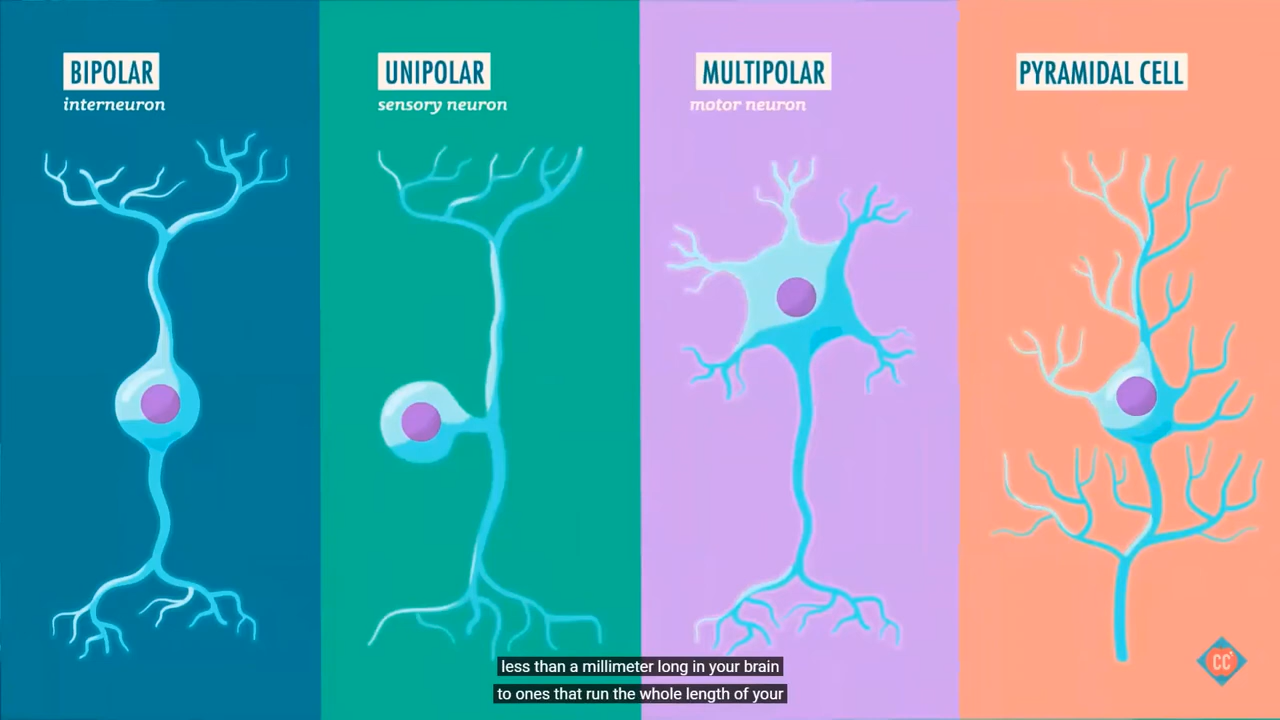 BIPOLAR
interneuron
UNIPOLAR
sensory neuron
MULTIPOLAR
motor neuron
PYRAMIDAL CELL
less than a millimeter long in your brain
to ones that run the whole length of your
CC